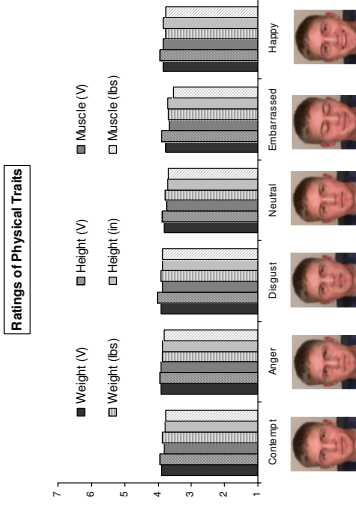 Ratings of Physical Traits
Weight (V)
Height (V)
Muscle (V)
Weight (lbs)
Height (in)
Muscle (lbs)
7
6
5
4
3
2
1
Contempt
Anger
Disgust
Neutral
Embarrassed
Happy